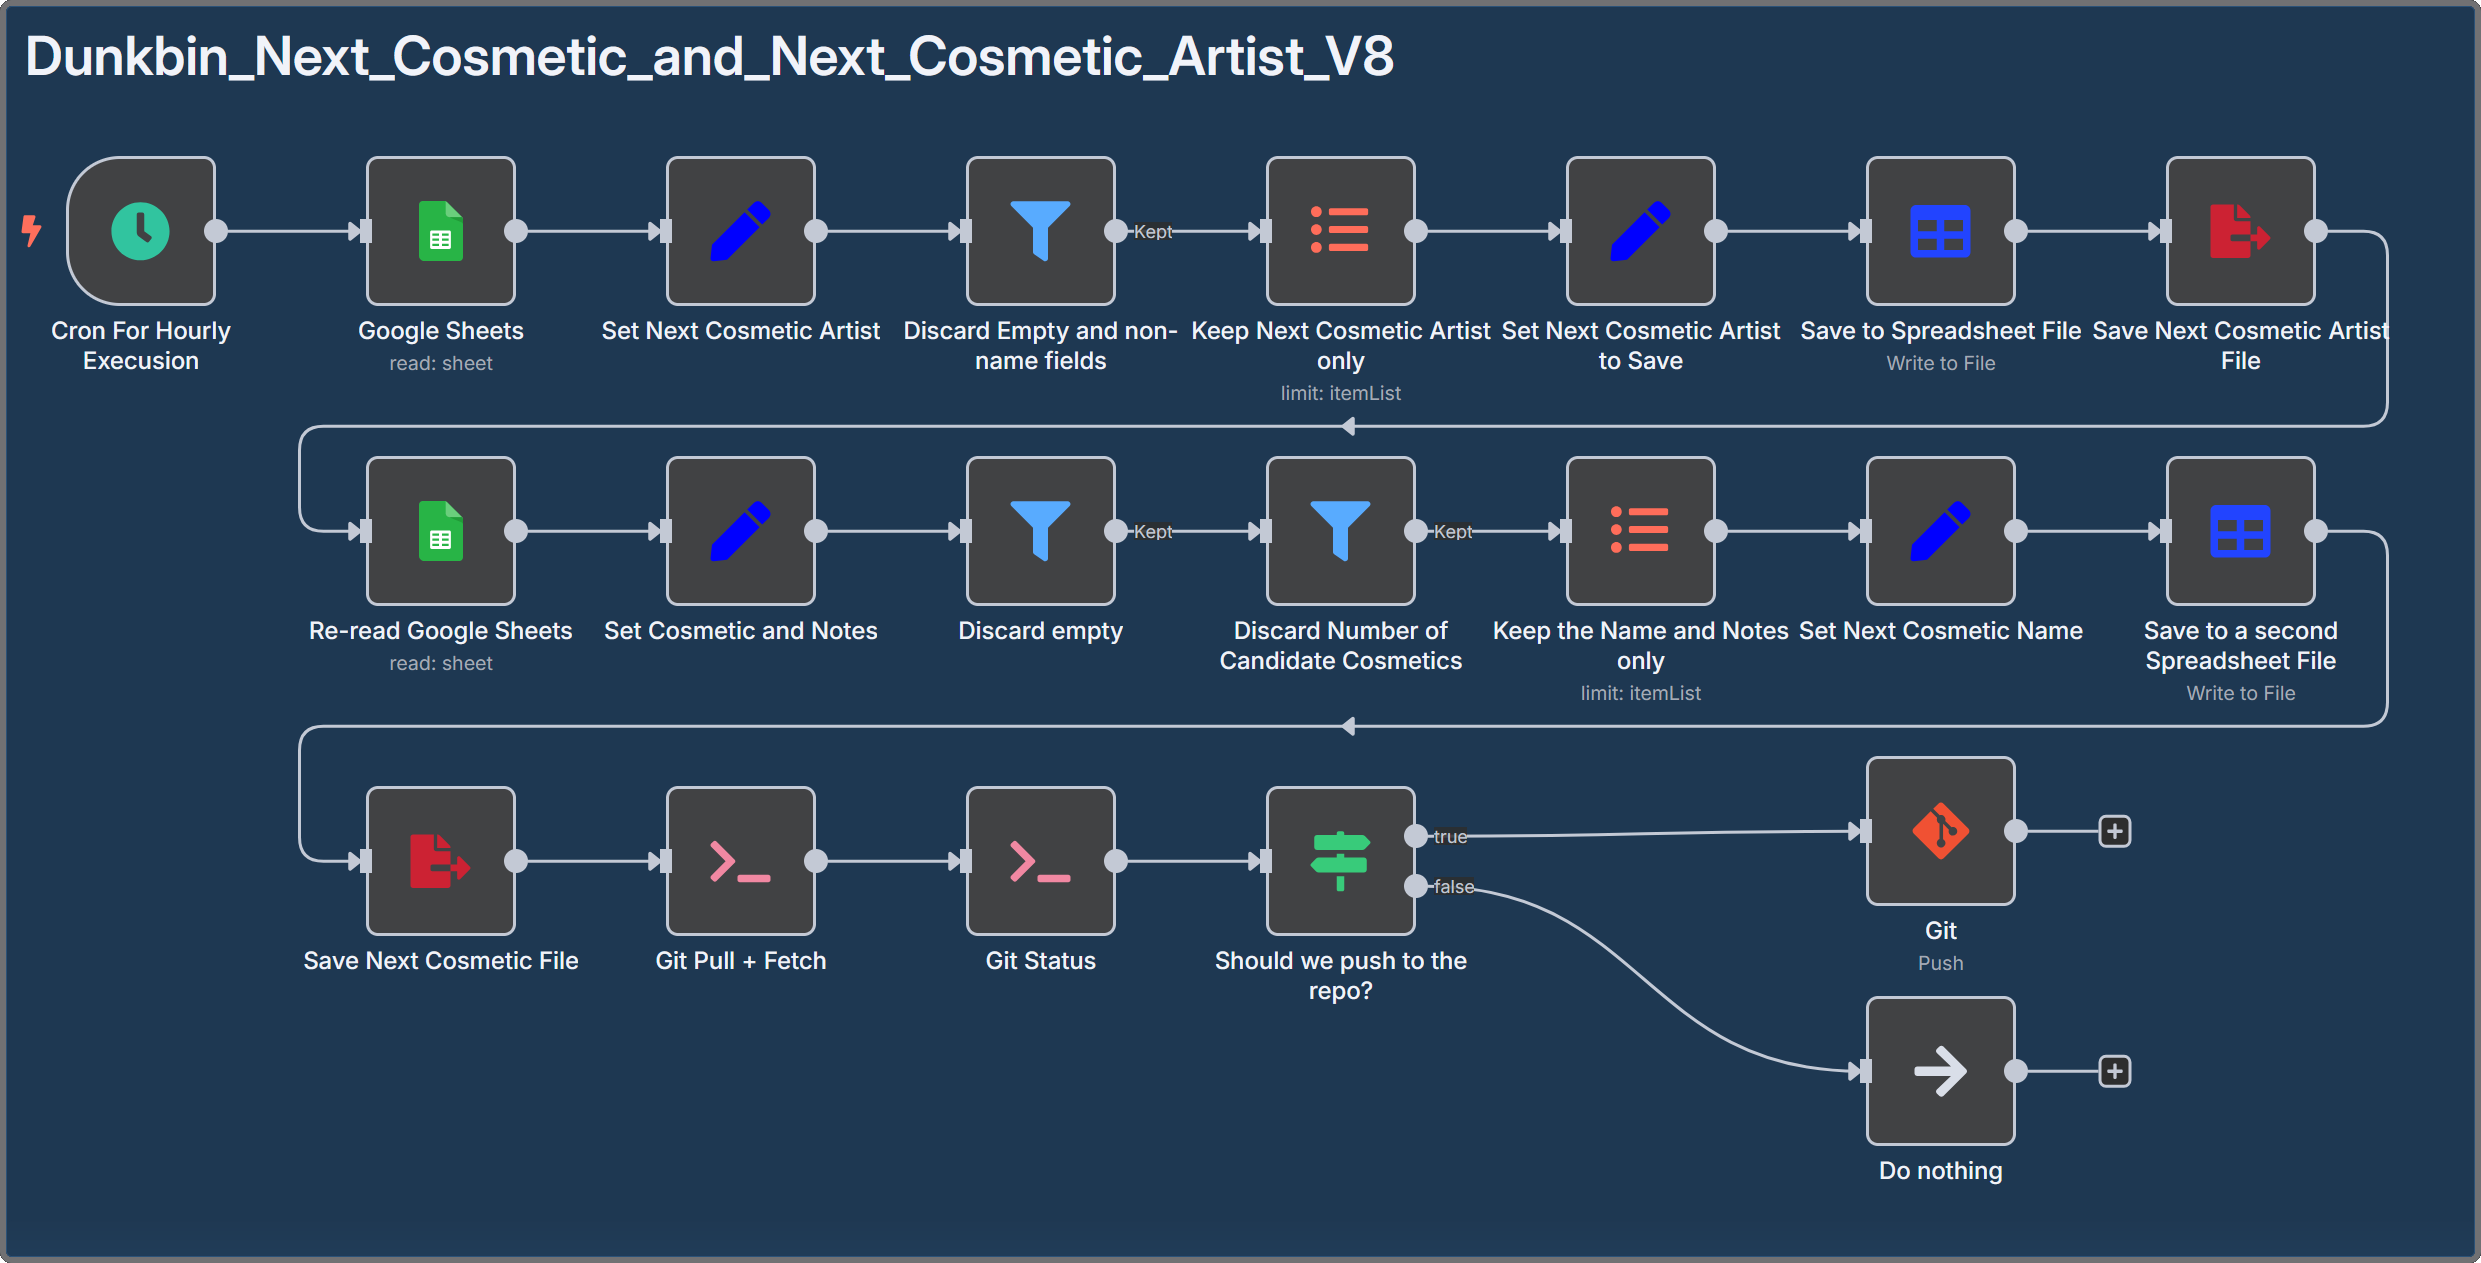 Dunkbin_Next_Cosmetic_and_Next_Cosmetic_Artist_V8
Cron For Hourly
Execusion
Google Sheets
read: sheet
Set Next Cosmetic Artist
Discard Empty and non-
name fields
Kept
Keep Next Cosmetic Artist
only
limit: itemList
Set Next Cosmetic Artist
to Save
Save to Spreadsheet File
Write to File
Save Next Cosmetic Artist
File
Re-read Google Sheets
read: sheet
Set Cosmetic and Notes
Discard empty
Kept
Discard Number of
Candidate Cosmetics
Kept
Keep the Name and Notes
only
limit: itemList
Set Next Cosmetic Name
Save to a second
Spreadsheet File
Write to File
Save Next Cosmetic File
Git Pull + Fetch
Git Status
Should we push to the
repo?
true
false
Git
Push
Do nothing